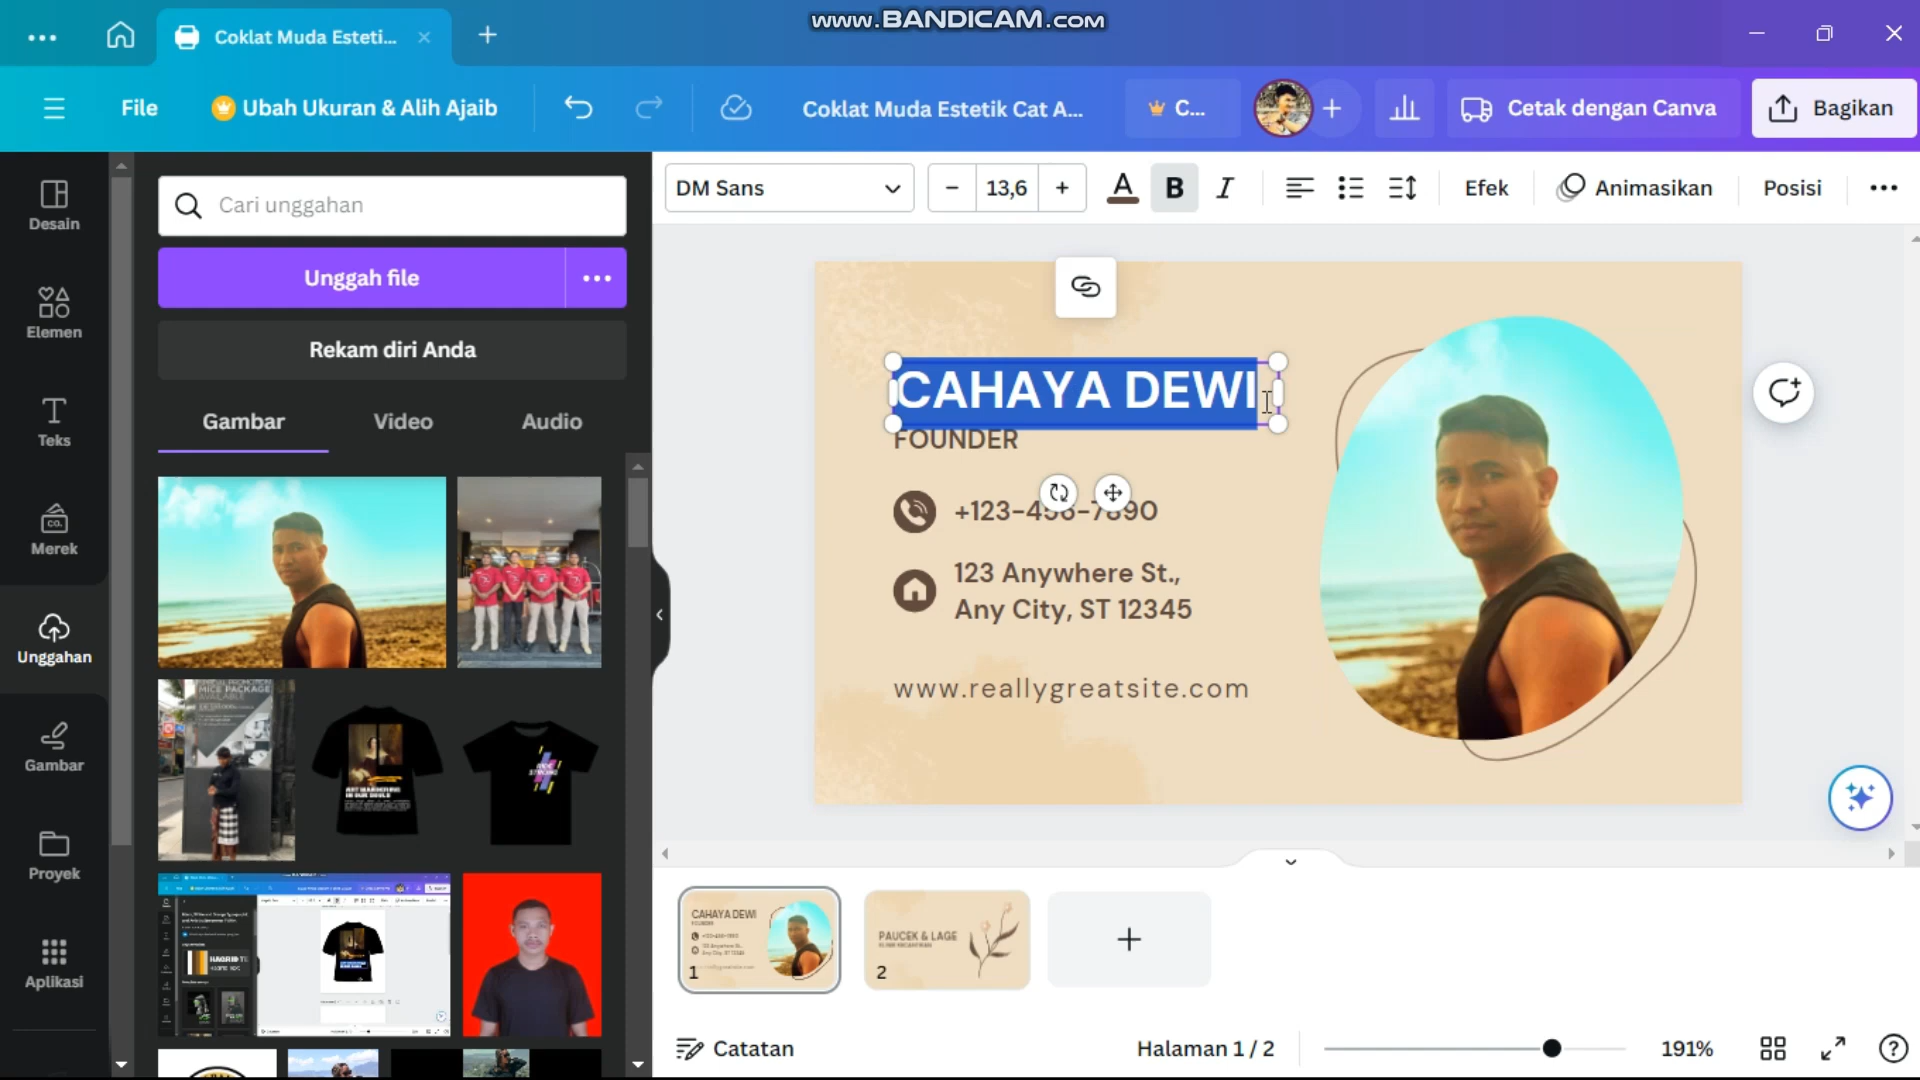 www.BANDICAM.com
Coklat Muda Esteti...
File
Ubah Ukuran & Alih Ajaib
Coklat Muda Estetik Cat A...
C...
Cetak dengan Canva
Bagikan
Desain
Elemen
Teks
CO.
Merek
Unggahan
Gambar
Proyek
Aplikasi
Cari unggahan
Unggah file
Rekam diri Anda
Gambar
Video
Audio
DM Sans
13,6
A
B
I
Efek
Animasikan
Posisi
CAHAYA DEWI
FOUNDER
+123-456-7890
123 Anywhere St.,
Any City, ST 12345
www.reallygreatsite.com
CAHAYA DEWI
FOUNDER
1
PAUCEK & LAGE
2
Catatan
Halaman 1 / 2
191%